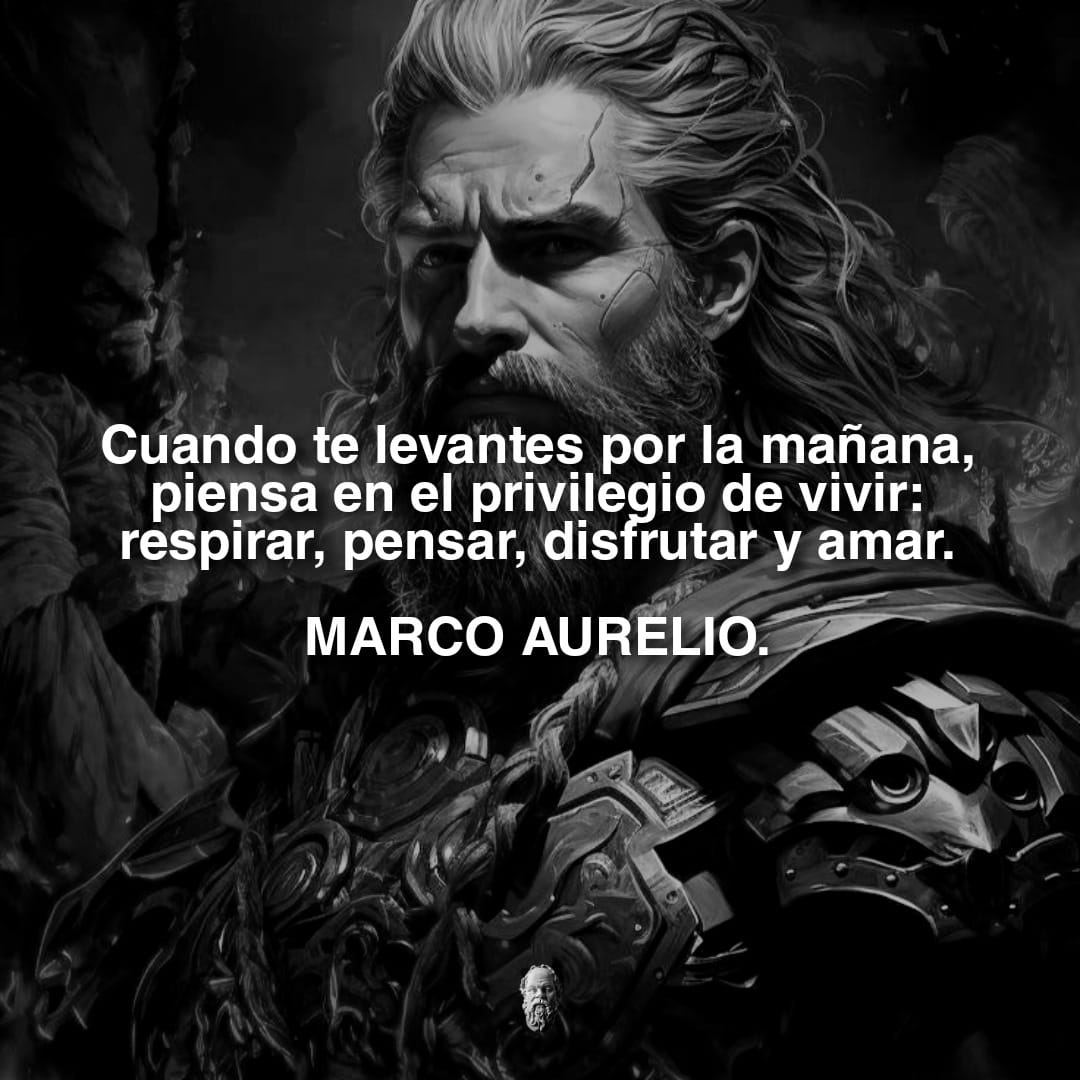 Cuando te levantes por la mañana,
piensa en el privilegio de vivir:
respirar, pensar, disfrutar y amar.
MARCO AURELIO.